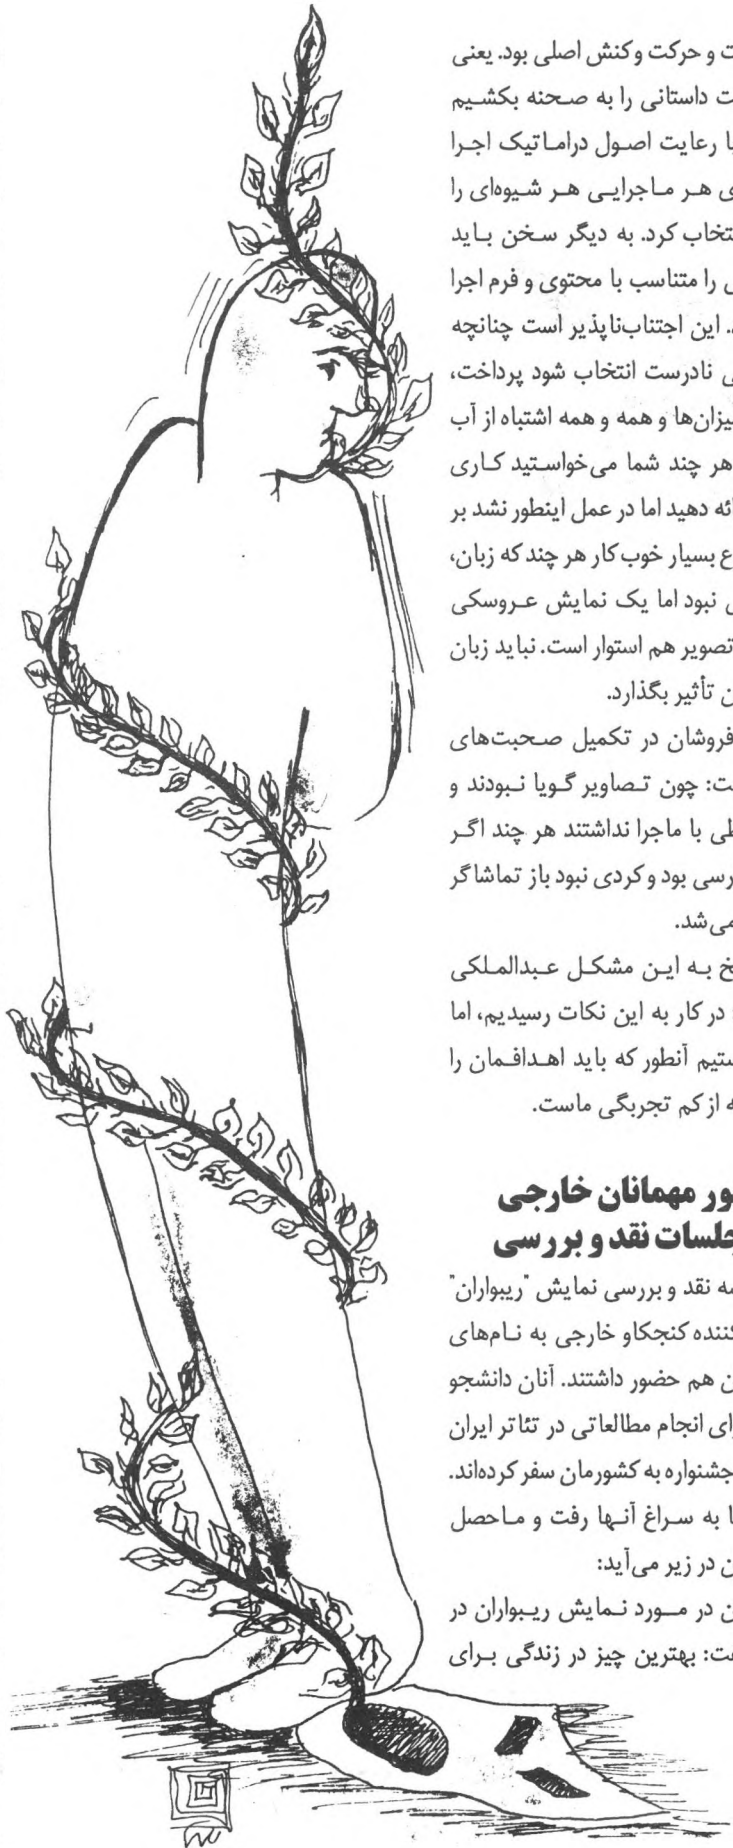 ت و حرکت و کنش اصلی بود. یعنی
ت داستانی را به صحنه بکشیم
ا رعایت اصول دراماتیک اجرا
ی هر ماجرایی هر شیوه‌ای را
تخاب کرد. به دیگر سخن باید
ی را متناسب با محتوی و فرم اجرا
. این اجتناب‌ناپذیر است چنانچه
ی نادرست انتخاب شود پرداخت،
یزان‌ها و همه و همه اشتباه از آب
هر چند شما می‌خواستید کاری
ئه دهید اما در عمل اینطور نشد بر
ع بسیار خوب کار هر چند که زبان،
ی نبود اما یک نمایش عروسکی
تصویر هم استوار است. نباید زبان
ن تأثیر بگذارد.
فروشان در تکمیل صحبت‌های
ت: چون تصاویر گویا نبودند و
طی با ماجرا نداشتند هر چند اگر
رسی بود و کردی نبود باز تماشاگر
می‌شد.
خ به این مشکل عبدالملکی
در کار به این نکات رسیدیم، اما
ستیم آنطور که باید اهدافمان را
ه از کم تجربگی ماست.
ور مهمانان خارجی
جلسات نقد و بررسی
سه نقد و بررسی نمایش "ریبواران"
کننده کنجکاو خارجی به نام‌های
ن هم حضور داشتند. آنان دانشجو
رای انجام مطالعاتی در تئاتر ایران
جشنواره به کشورمان سفر کرده‌اند.
ا به سراغ آنها رفت و ماحصل
ن در زیر می‌آید:
ن در مورد نمایش ریبواران در
فت: بهترین چیز در زندگی برای